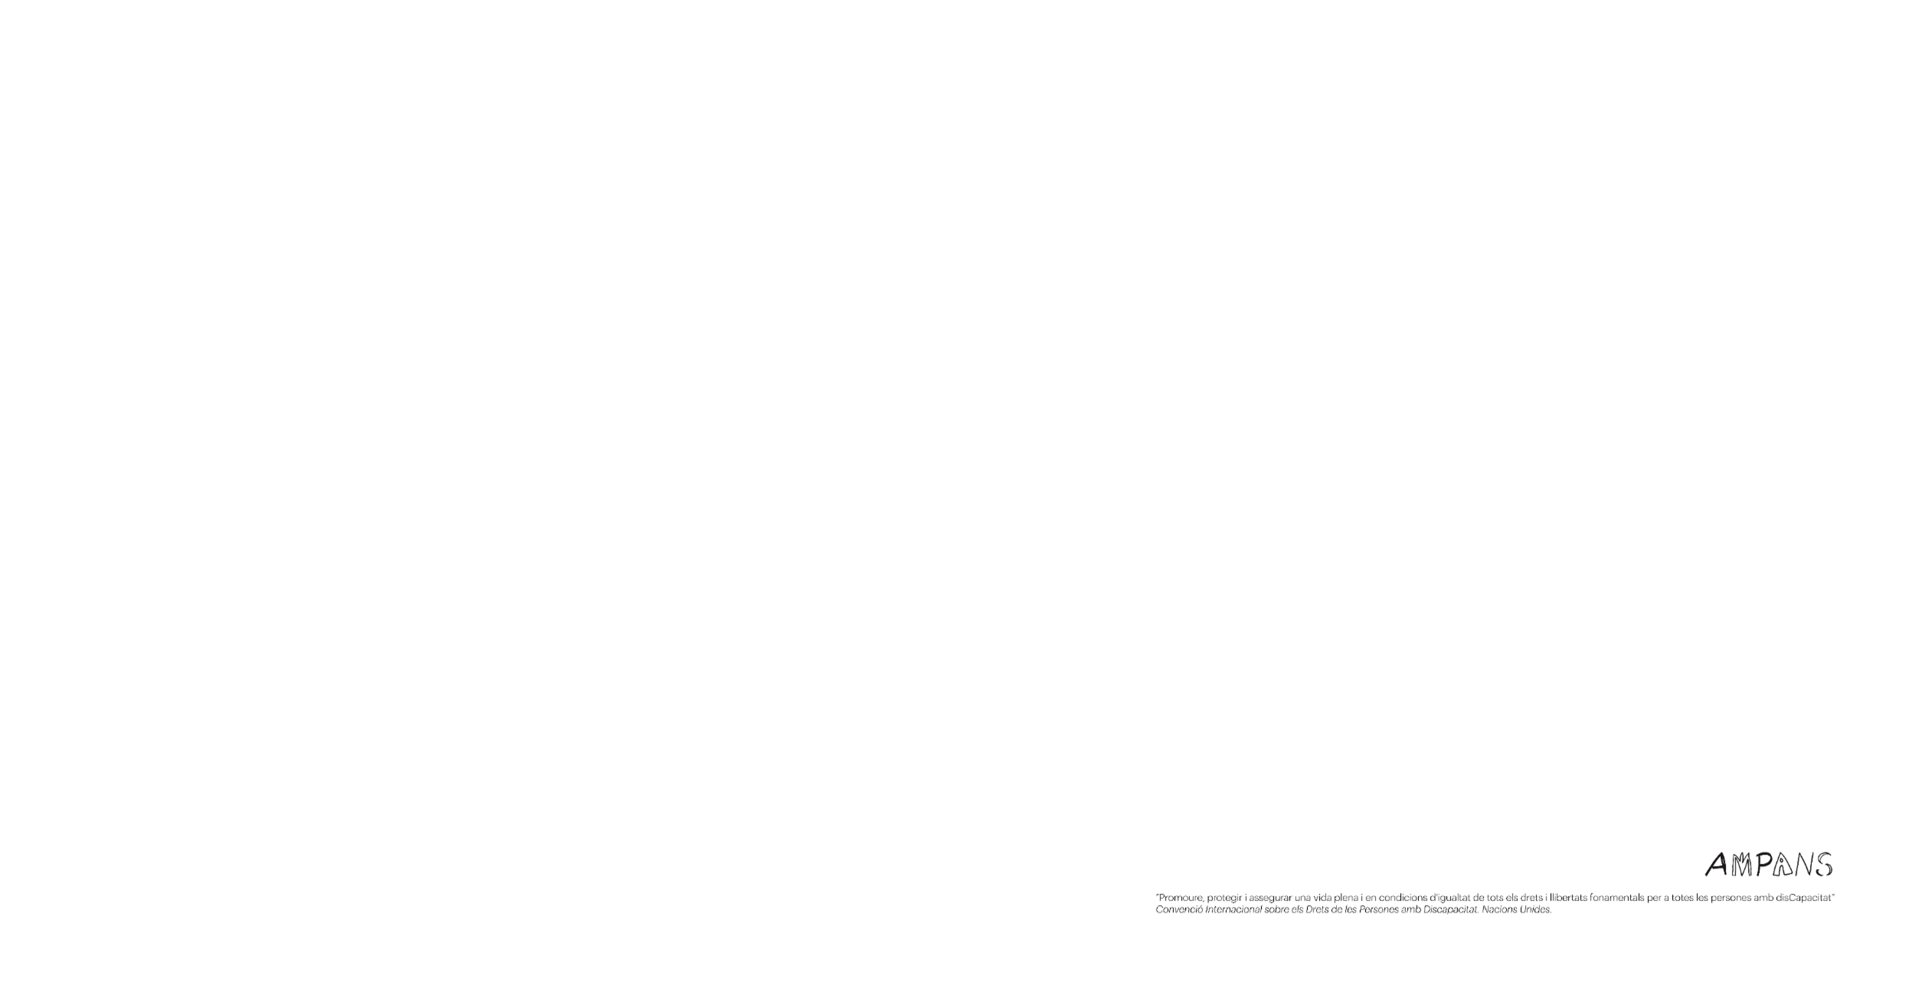 AMPANS
"Promoure, protegir i assegurar una vida plena i en condicions d'igualtat de tots els drets i llibertats fonamentals per a totes les persones amb disCapacitat"
Convenció Internacional sobre els Drets de les Persones amb Discapacitat. Nacions Unides.